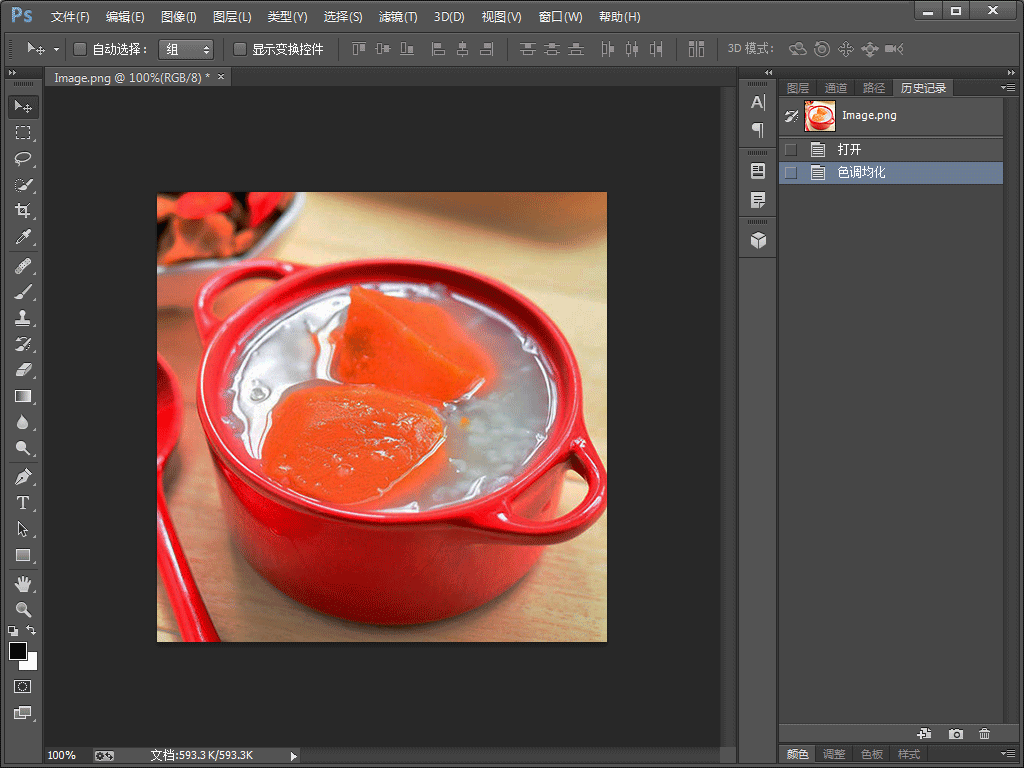 Ps 文件(F) 编辑(E) 图像(I) 图层(L) 类型(Y) 选择(S) 滤镜(T) 3D(D) 视图(V) 窗口(W) 帮助(H)
自动选择： 组 显示变换控件 3D 模式：
Image.png @ 100%(RGB/8) * ×
图层 通道 路径 历史记录
Image.png
打开
色调均化
100% 文档:593.3 K/593.3K
颜色 调整 色板 样式